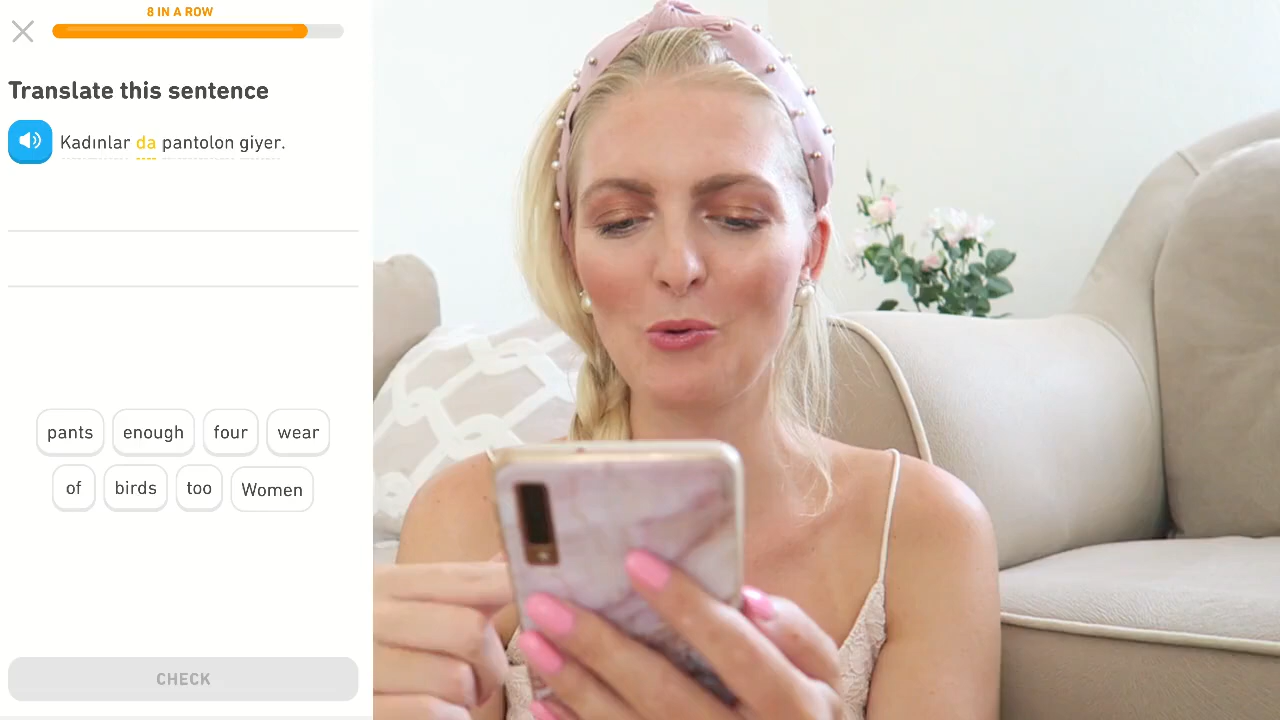 8 IN A ROW
Translate this sentence
Kadınlar da pantolon giyer.
pants enough four wear
of birds too Women
CHECK